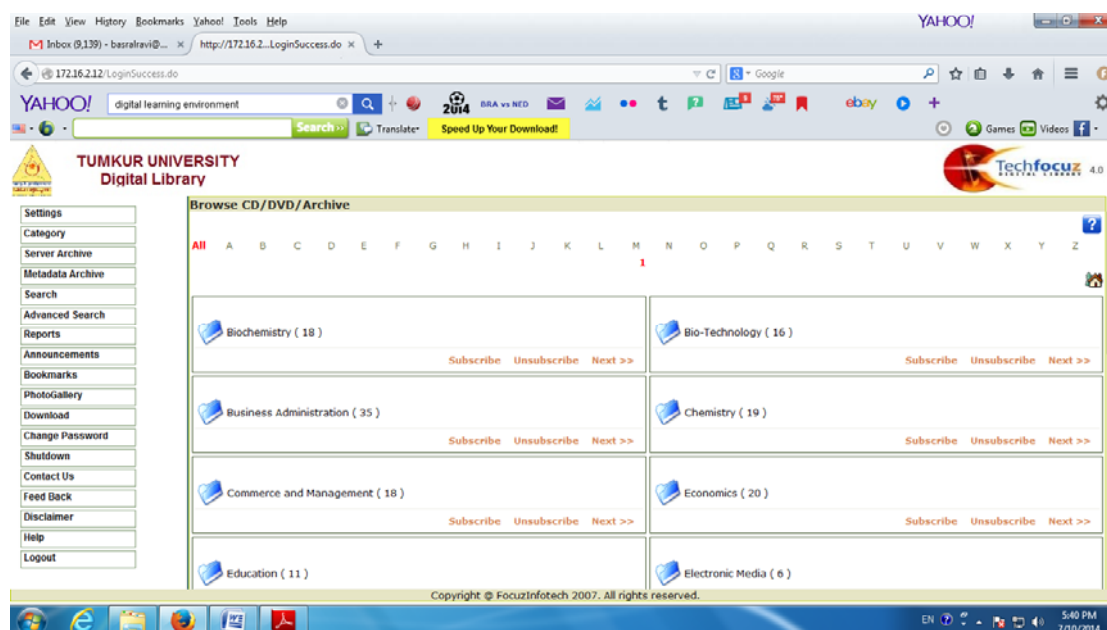 File Edit View History Bookmarks Yahoo! Tools Help
YAHOO!
Inbox (9,139) - basralravi@... × http://172.16.2...LoginSuccess.do × +
172.16.2.12/LoginSuccess.do
Google
YAHOO! digital learning environment
2014 BRA vs NED ebay
Search >> Translate Speed Up Your Download! Games Videos
TUMKUR UNIVERSITY
Digital Library
Techfocuz 4.0
DIGITAL LIBRARY
Settings
Category
Server Archive
Metadata Archive
Search
Advanced Search
Reports
Announcements
Bookmarks
PhotoGallery
Download
Change Password
Shutdown
Contact Us
Feed Back
Disclaimer
Help
Logout
Browse CD/DVD/Archive
All A B C D E F G H I J K L M N O P Q R S T U V W X Y Z
1
Biochemistry ( 18 )
Subscribe Unsubscribe Next >>
Bio-Technology ( 16 )
Subscribe Unsubscribe Next >>
Business Administration ( 35 )
Subscribe Unsubscribe Next >>
Chemistry ( 19 )
Subscribe Unsubscribe Next >>
Commerce and Management ( 18 )
Subscribe Unsubscribe Next >>
Economics ( 20 )
Subscribe Unsubscribe Next >>
Education ( 11 )
Electronic Media ( 6 )
Copyright @ FocuzInfotech 2007. All rights reserved.
EN
5:40 PM
7/10/2014